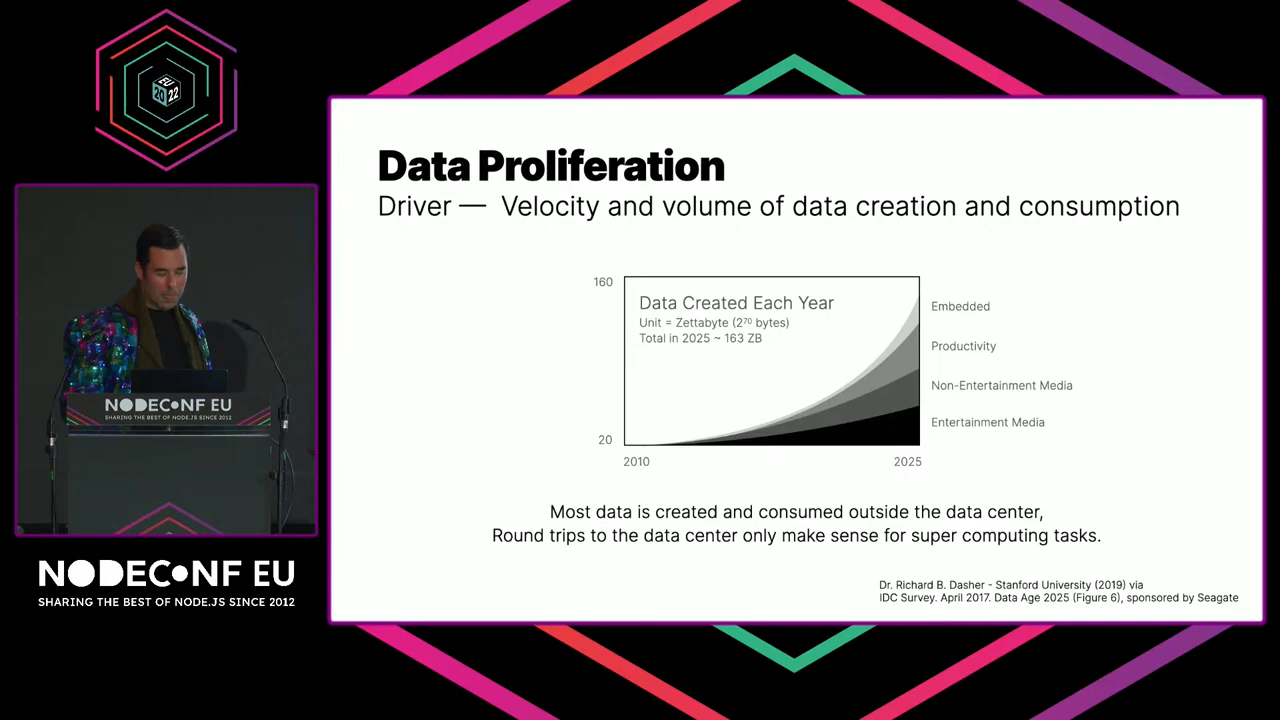 EU
20 22
NODECONF EU
SHARING THE BEST OF NODE.JS SINCE 2012
NODECONF EU
SHARING THE BEST OF NODE.JS SINCE 2012
Data Proliferation
Driver — Velocity and volume of data creation and consumption
160
Data Created Each Year
Unit = Zettabyte (2⁷⁰ bytes)
Total in 2025 ~ 163 ZB
Embedded
Productivity
Non-Entertainment Media
Entertainment Media
20
2010 2025
Most data is created and consumed outside the data center,
Round trips to the data center only make sense for super computing tasks.
Dr. Richard B. Dasher - Stanford University (2019) via
IDC Survey. April 2017. Data Age 2025 (Figure 6), sponsored by Seagate